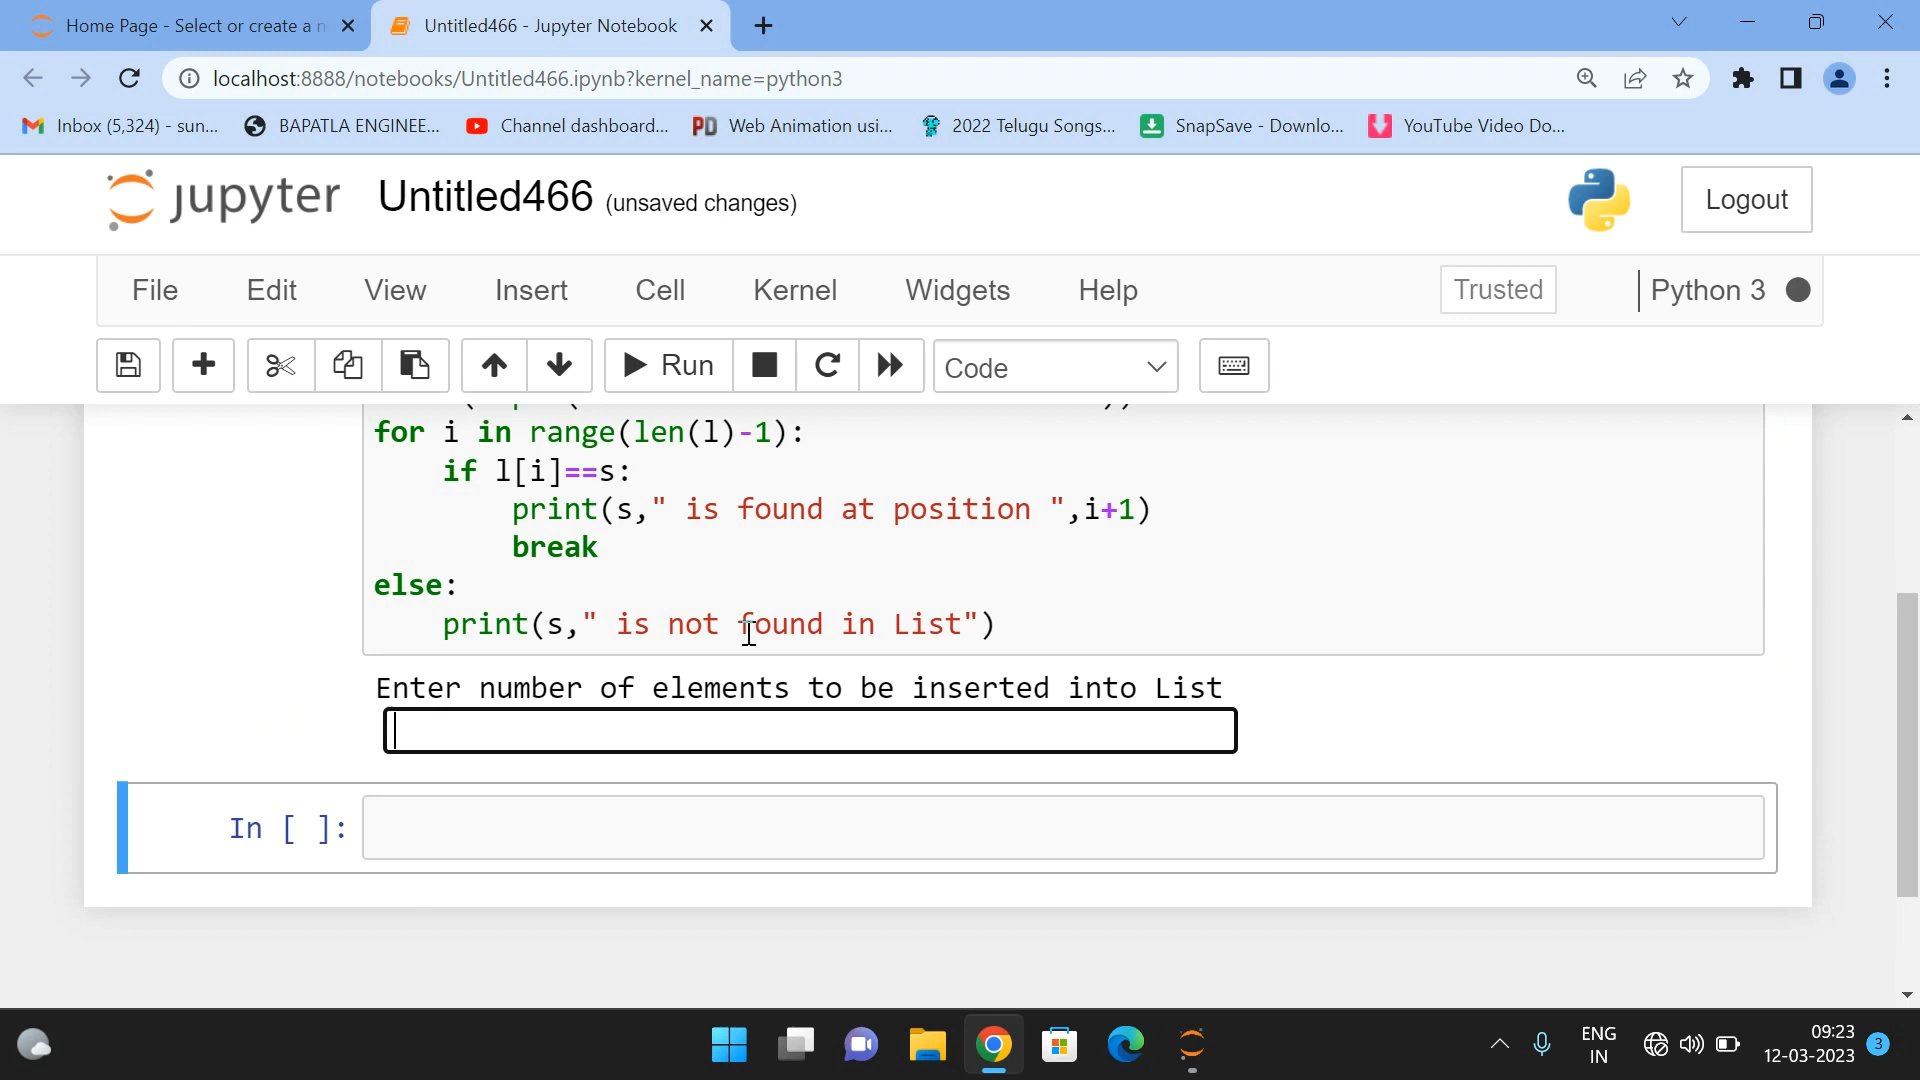 Home Page - Select or create a n
Untitled466 - Jupyter Notebook
localhost:8888/notebooks/Untitled466.ipynb?kernel_name=python3
Inbox (5,324) - sun...
BAPATLA ENGINEE...
Channel dashboard...
PD Web Animation usi...
2022 Telugu Songs...
SnapSave - Downlo...
YouTube Video Do...
jupyter Untitled466 (unsaved changes)
Logout
File Edit View Insert Cell Kernel Widgets Help Trusted Python 3
Run Code
for i in range(len(l)-1):
    if l[i]==s:
        print(s," is found at position ",i+1)
        break
else:
    print(s," is not found in List")
Enter number of elements to be inserted into List
In [ ]:
ENG
IN
09:23
12-03-2023
3